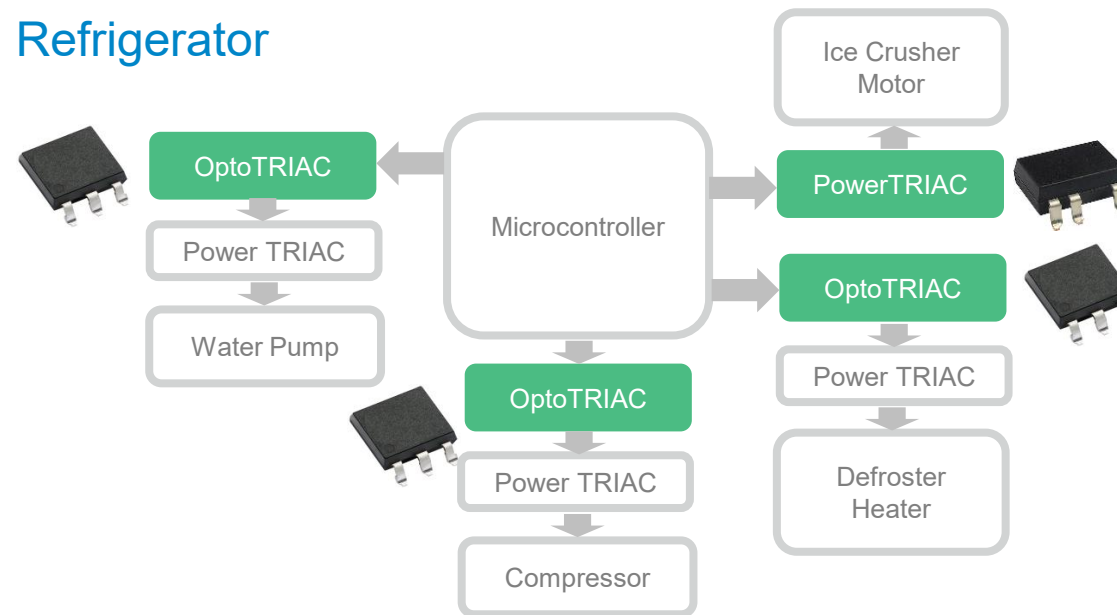 Refrigerator
Ice Crusher
Motor
OptoTRIAC
PowerTRIAC
Microcontroller
Power TRIAC
OptoTRIAC
Water Pump
OptoTRIAC
Power TRIAC
Power TRIAC
Defroster
Heater
Compressor